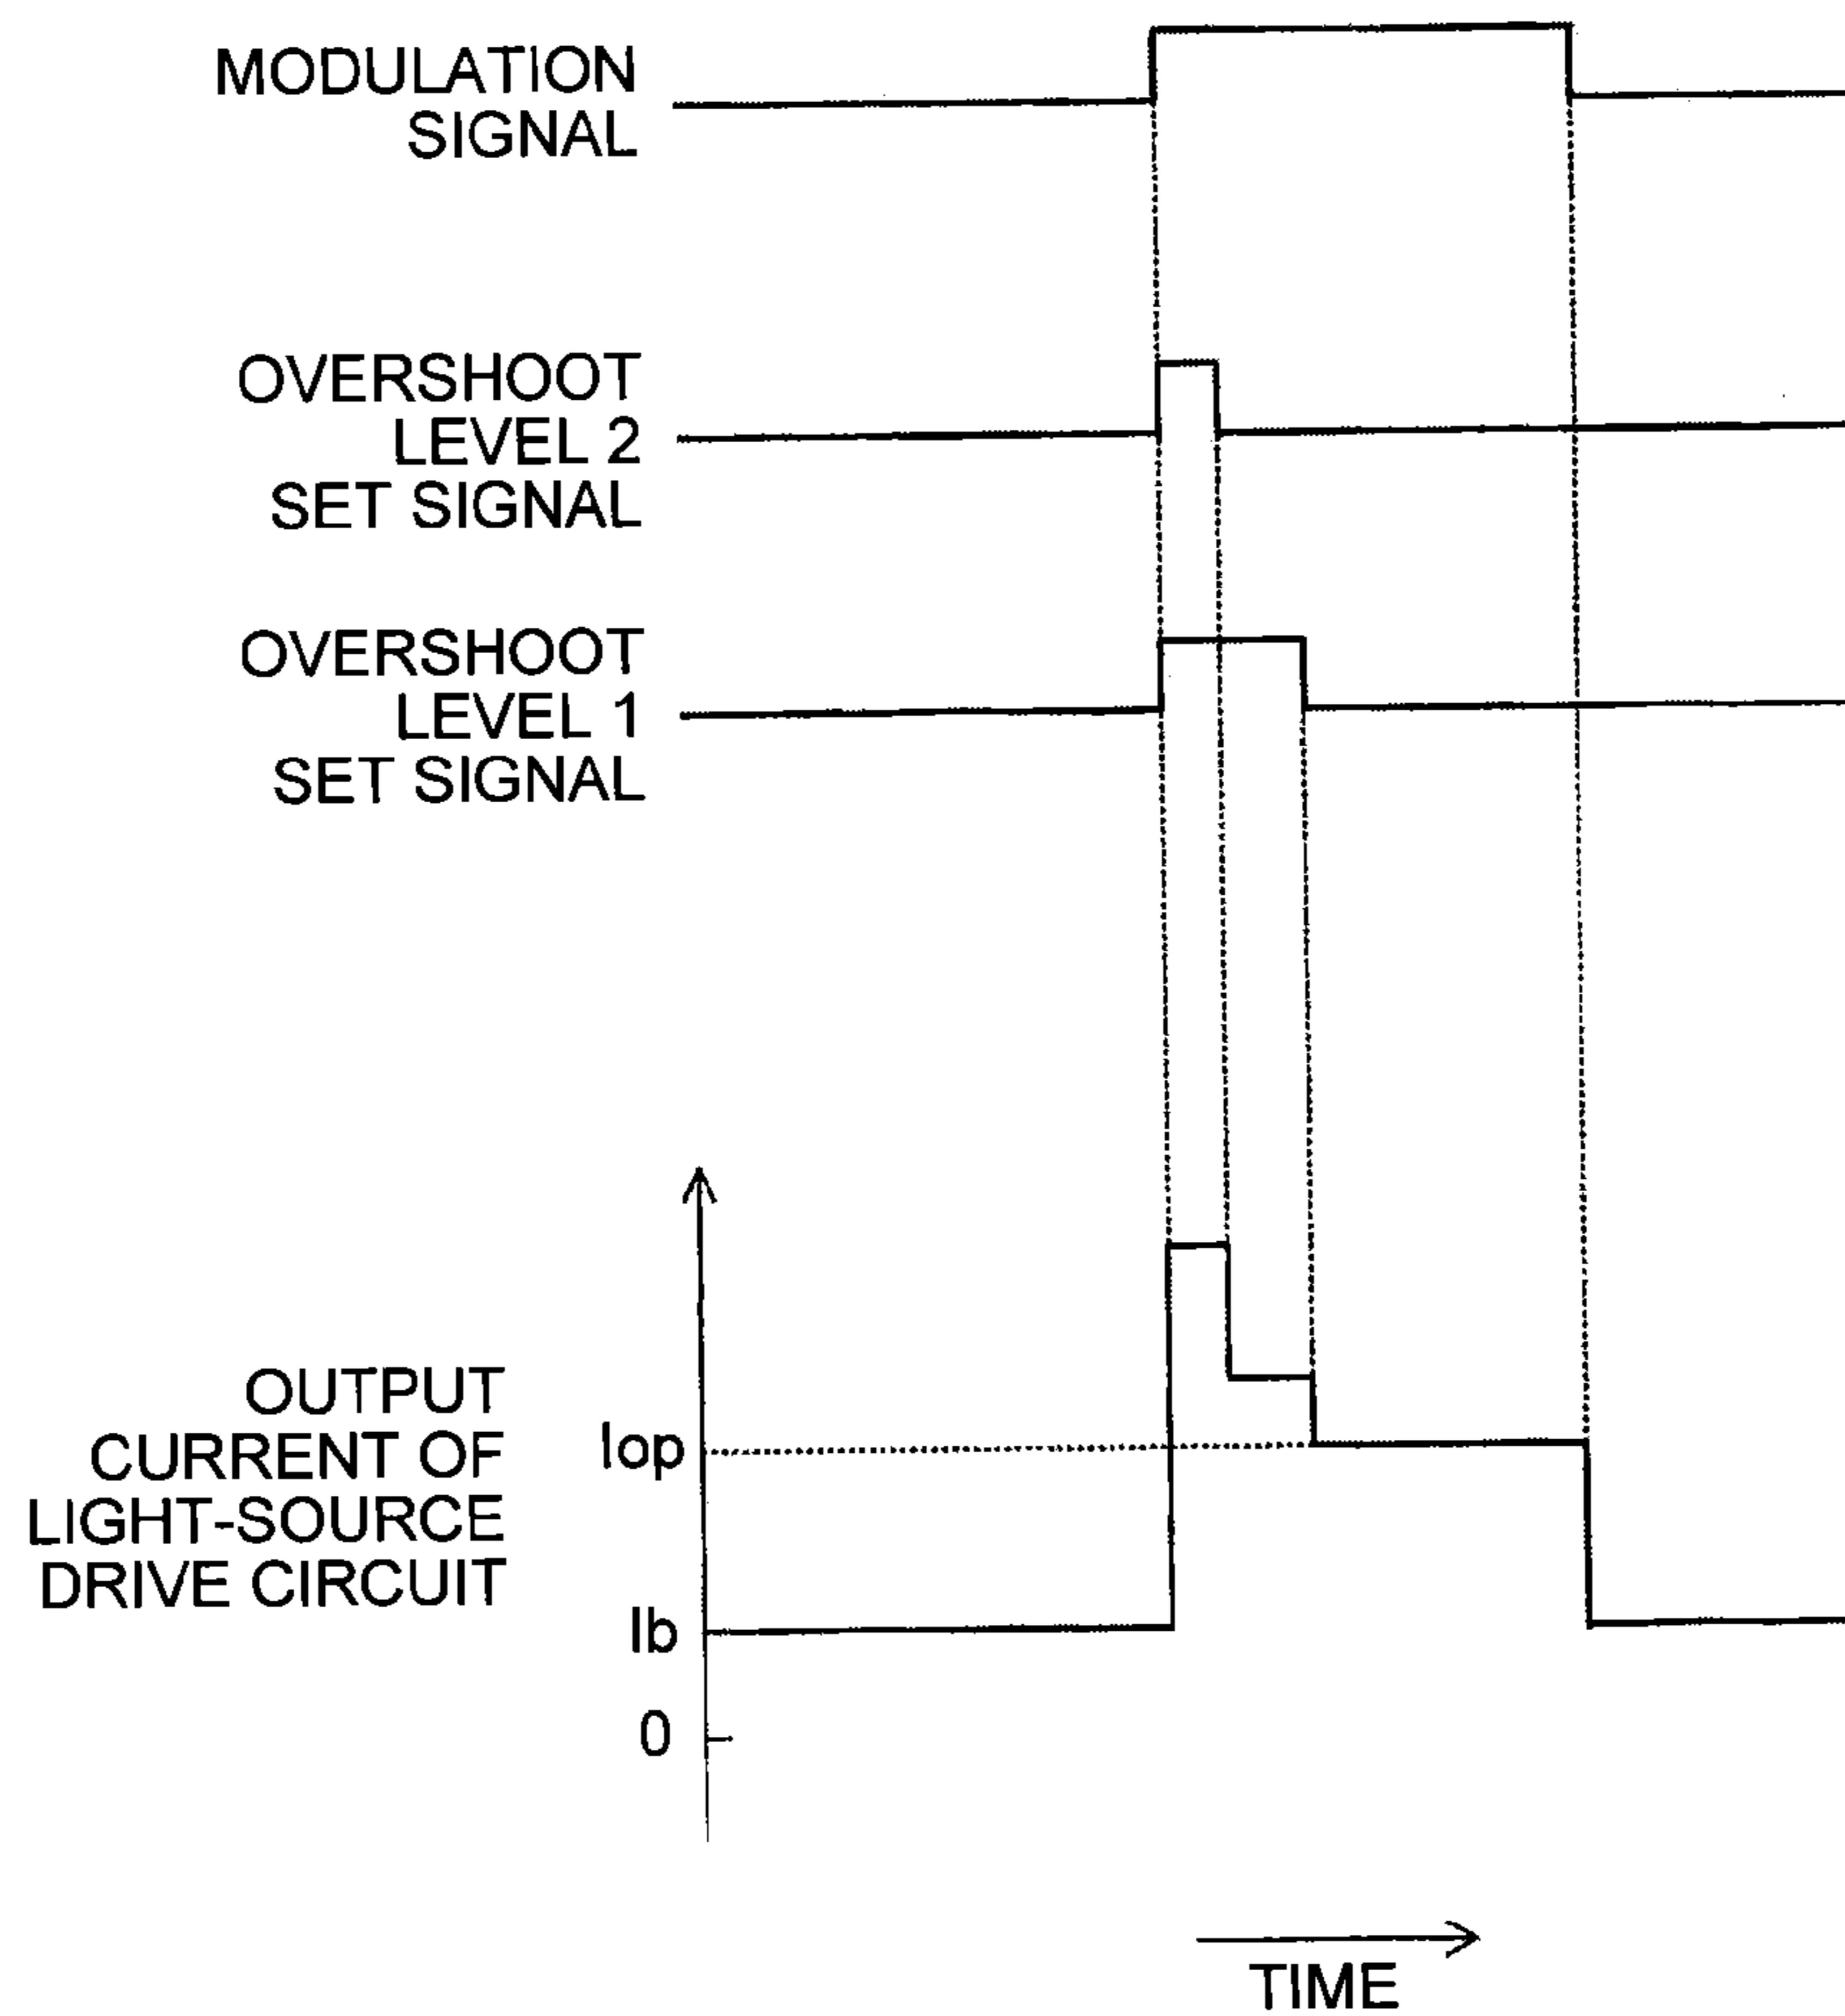 MODULATION
SIGNAL
OVERSHOOT
LEVEL 2
SET SIGNAL
OVERSHOOT
LEVEL 1
SET SIGNAL
OUTPUT
CURRENT OF
LIGHT-SOURCE
DRIVE CIRCUIT
Iop
Ib
0
TIME